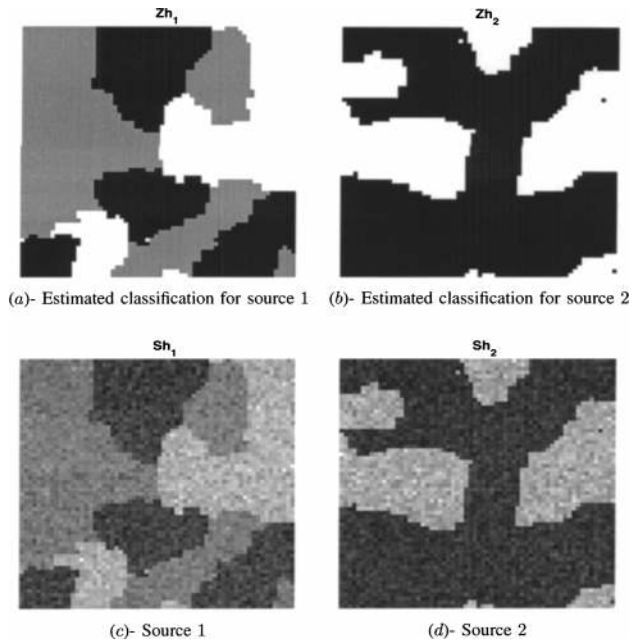 Zh1
Zh2
(a)- Estimated classification for source 1
(b)- Estimated classification for source 2
Sh1
Sh2
(c)- Source 1
(d)- Source 2